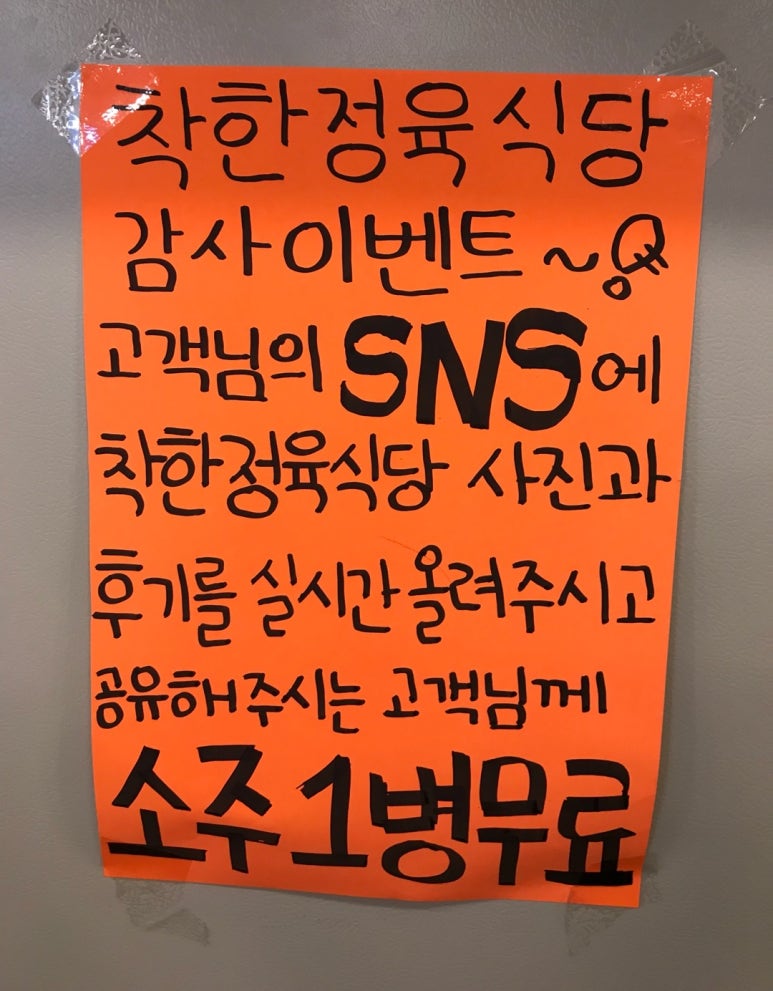 착한정육식당
감사이벤트~
고객님의 SNS에
착한정육식당 사진과
후기를 실시간 올려주시고
공유해주시는 고객님께
소주1병무료